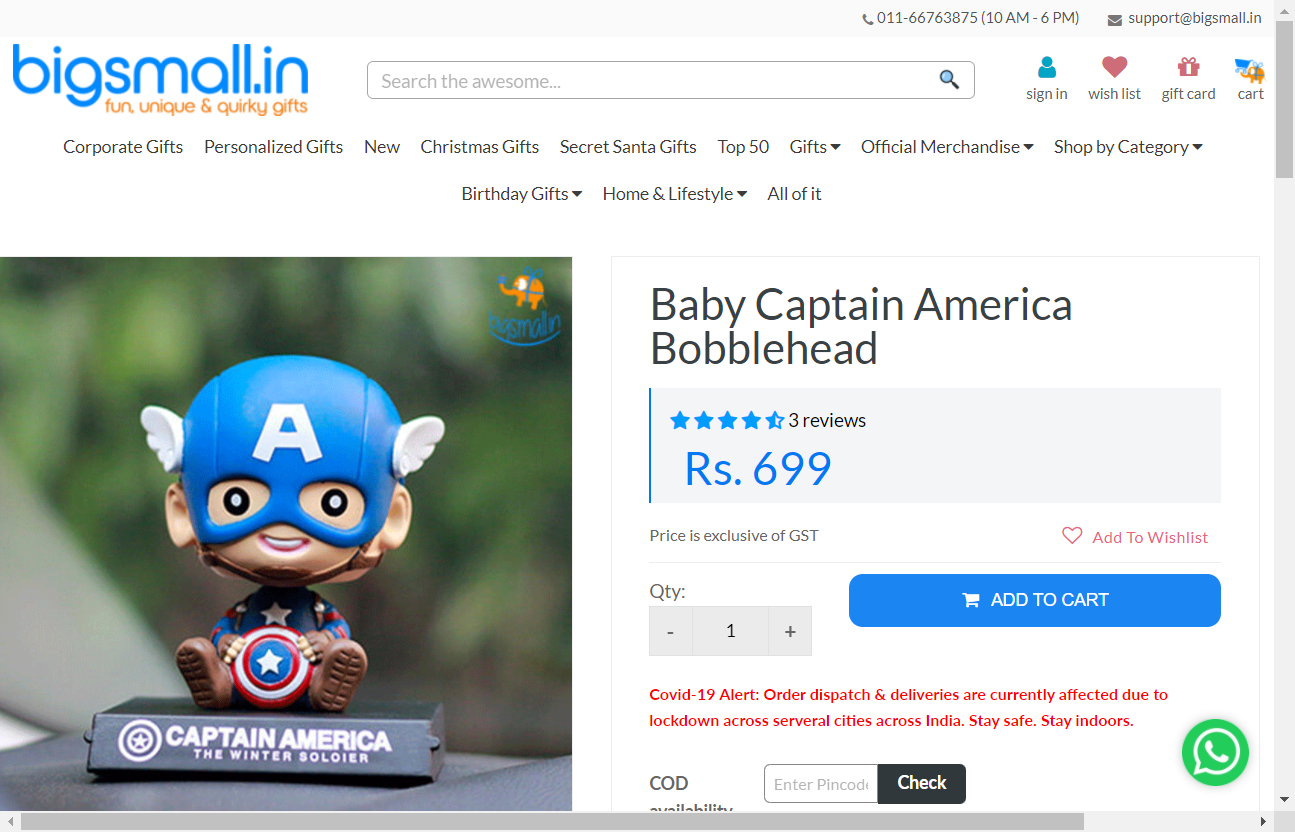 011-66763875 (10 AM - 6 PM) support@bigsmall.in
bigsmall.in
fun, unique & quirky gifts
Search the awesome...
sign in wish list gift card cart
Corporate Gifts Personalized Gifts New Christmas Gifts Secret Santa Gifts Top 50 Gifts Official Merchandise Shop by Category
Birthday Gifts Home & Lifestyle All of it
bigsmall.in
A
CAPTAIN AMERICA
THE WINTER SOLOIER
Baby Captain America
Bobblehead
3 reviews
Rs. 699
Price is exclusive of GST Add To Wishlist
Qty:
- 1 +
ADD TO CART
Covid-19 Alert: Order dispatch & deliveries are currently affected due to
lockdown across serveral cities across India. Stay safe. Stay indoors.
COD Enter Pincode Check
availability